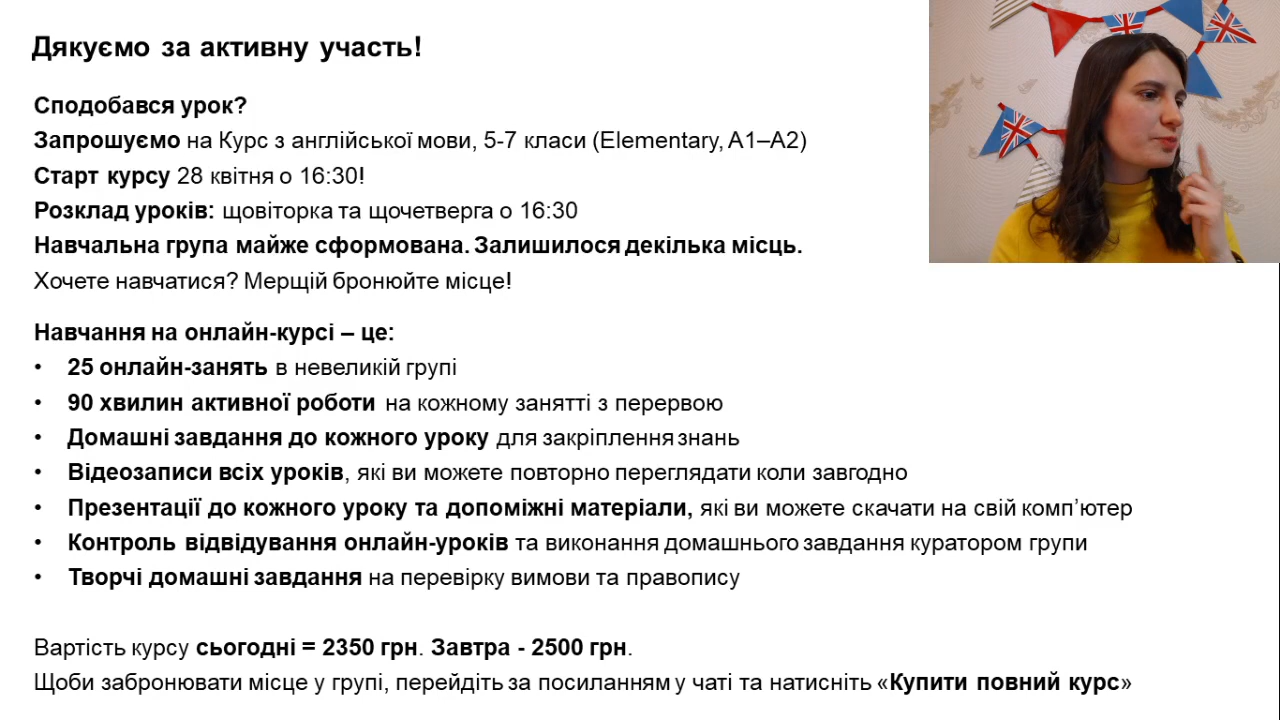 Дякуємо за активну участь!
Сподобався урок?
Запрошуємо на Курс з англійської мови, 5-7 класи (Elementary, A1–A2)
Старт курсу 28 квітня о 16:30!
Розклад уроків: щовіторка та щочетверга о 16:30
Навчальна група майже сформована. Залишилося декілька місць.
Хочете навчатися? Мерщій бронюйте місце!
Навчання на онлайн-курсі – це:
• 25 онлайн-занять в невеликій групі
• 90 хвилин активної роботи на кожному занятті з перервою
• Домашні завдання до кожного уроку для закріплення знань
• Відеозаписи всіх уроків, які ви можете повторно переглядати коли завгодно
• Презентації до кожного уроку та допоміжні матеріали, які ви можете скачати на свій комп’ютер
• Контроль відвідування онлайн-уроків та виконання домашнього завдання куратором групи
• Творчі домашні завдання на перевірку вимови та правопису
Вартість курсу сьогодні = 2350 грн. Завтра - 2500 грн.
Щоби забронювати місце у групі, перейдіть за посиланням у чаті та натисніть «Купити повний курс»